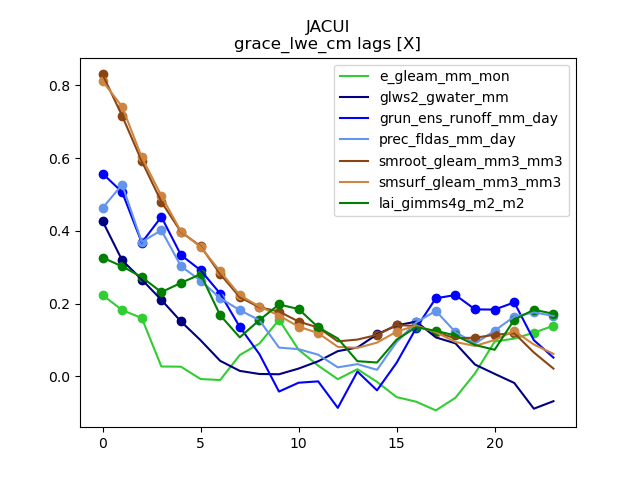 JACUI
grace_lwe_cm lags [X]
e_gleam_mm_mon
glws2_gwater_mm
grun_ens_runoff_mm_day
prec_fldas_mm_day
smroot_gleam_mm3_mm3
smsurf_gleam_mm3_mm3
lai_gimms4g_m2_m2
0.8
0.6
0.4
0.2
0.0
0 5 10 15 20